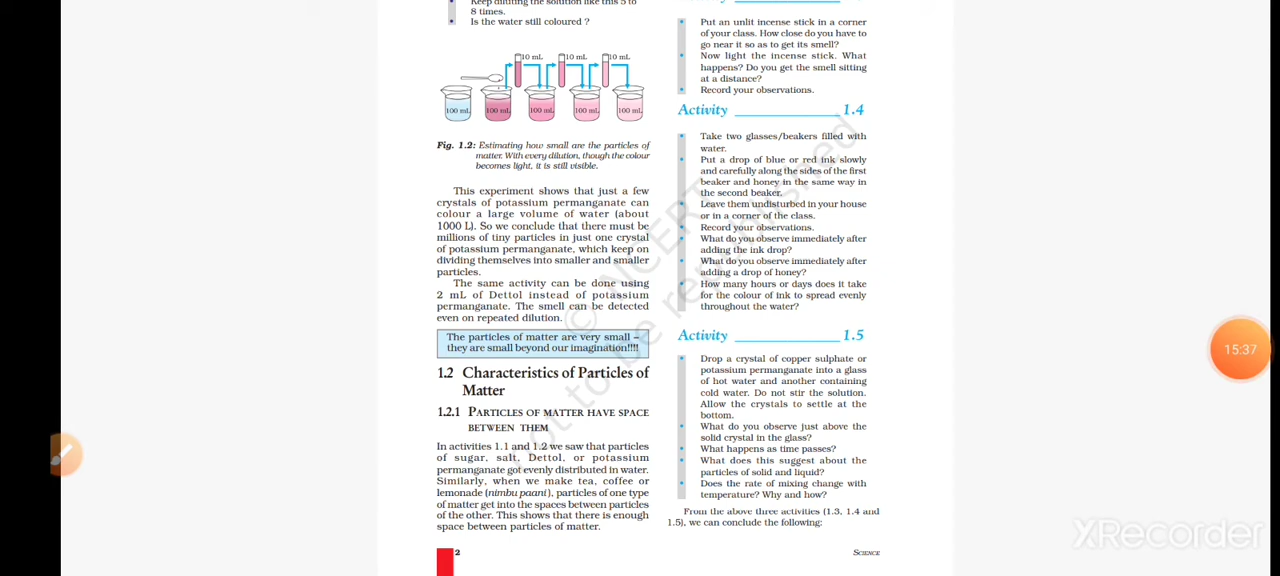 Keep diluting the solution like this 5 to
8 times.
• Is the water still coloured ?
10 mL 10 mL 10 mL
100 mL 100 mL 100 mL 100 mL 100 mL
Fig. 1.2: Estimating how small are the particles of
matter. With every dilution, though the colour
becomes light, it is still visible.
This experiment shows that just a few
crystals of potassium permanganate can
colour a large volume of water (about
1000 L). So we conclude that there must be
millions of tiny particles in just one crystal
of potassium permanganate, which keep on
dividing themselves into smaller and smaller
particles.
The same activity can be done using
2 mL of Dettol instead of potassium
permanganate. The smell can be detected
even on repeated dilution.
The particles of matter are very small –
they are small beyond our imagination!!!!
1.2 Characteristics of Particles of
Matter
1.2.1 PARTICLES OF MATTER HAVE SPACE
BETWEEN THEM
In activities 1.1 and 1.2 we saw that particles
of sugar, salt, Dettol, or potassium
permanganate got evenly distributed in water.
Similarly, when we make tea, coffee or
lemonade (nimbu paani), particles of one type
of matter get into the spaces between particles
of the other. This shows that there is enough
space between particles of matter.
2
• Put an unlit incense stick in a corner
of your class. How close do you have to
go near it so as to get its smell?
• Now light the incense stick. What
happens? Do you get the smell sitting
at a distance?
• Record your observations.
Activity ______________ 1.4
• Take two glasses/beakers filled with
water.
• Put a drop of blue or red ink slowly
and carefully along the sides of the first
beaker and honey in the same way in
the second beaker.
• Leave them undisturbed in your house
or in a corner of the class.
• Record your observations.
• What do you observe immediately after
adding the ink drop?
• What do you observe immediately after
adding a drop of honey?
• How many hours or days does it take
for the colour of ink to spread evenly
throughout the water?
Activity ______________ 1.5
• Drop a crystal of copper sulphate or
potassium permanganate into a glass
of hot water and another containing
cold water. Do not stir the solution.
Allow the crystals to settle at the
bottom.
• What do you observe just above the
solid crystal in the glass?
• What happens as time passes?
• What does this suggest about the
particles of solid and liquid?
• Does the rate of mixing change with
temperature? Why and how?
From the above three activities (1.3, 1.4 and
1.5), we can conclude the following:
SCIENCE
© NCERT
not to be republished
15:37
XRecorder